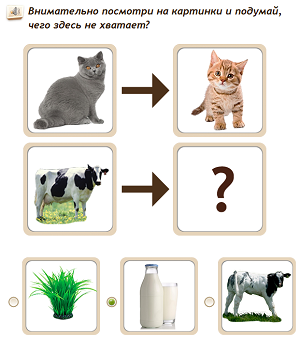 Внимательно посмотри на картинки и подумай,
чего здесь не хватает?
?